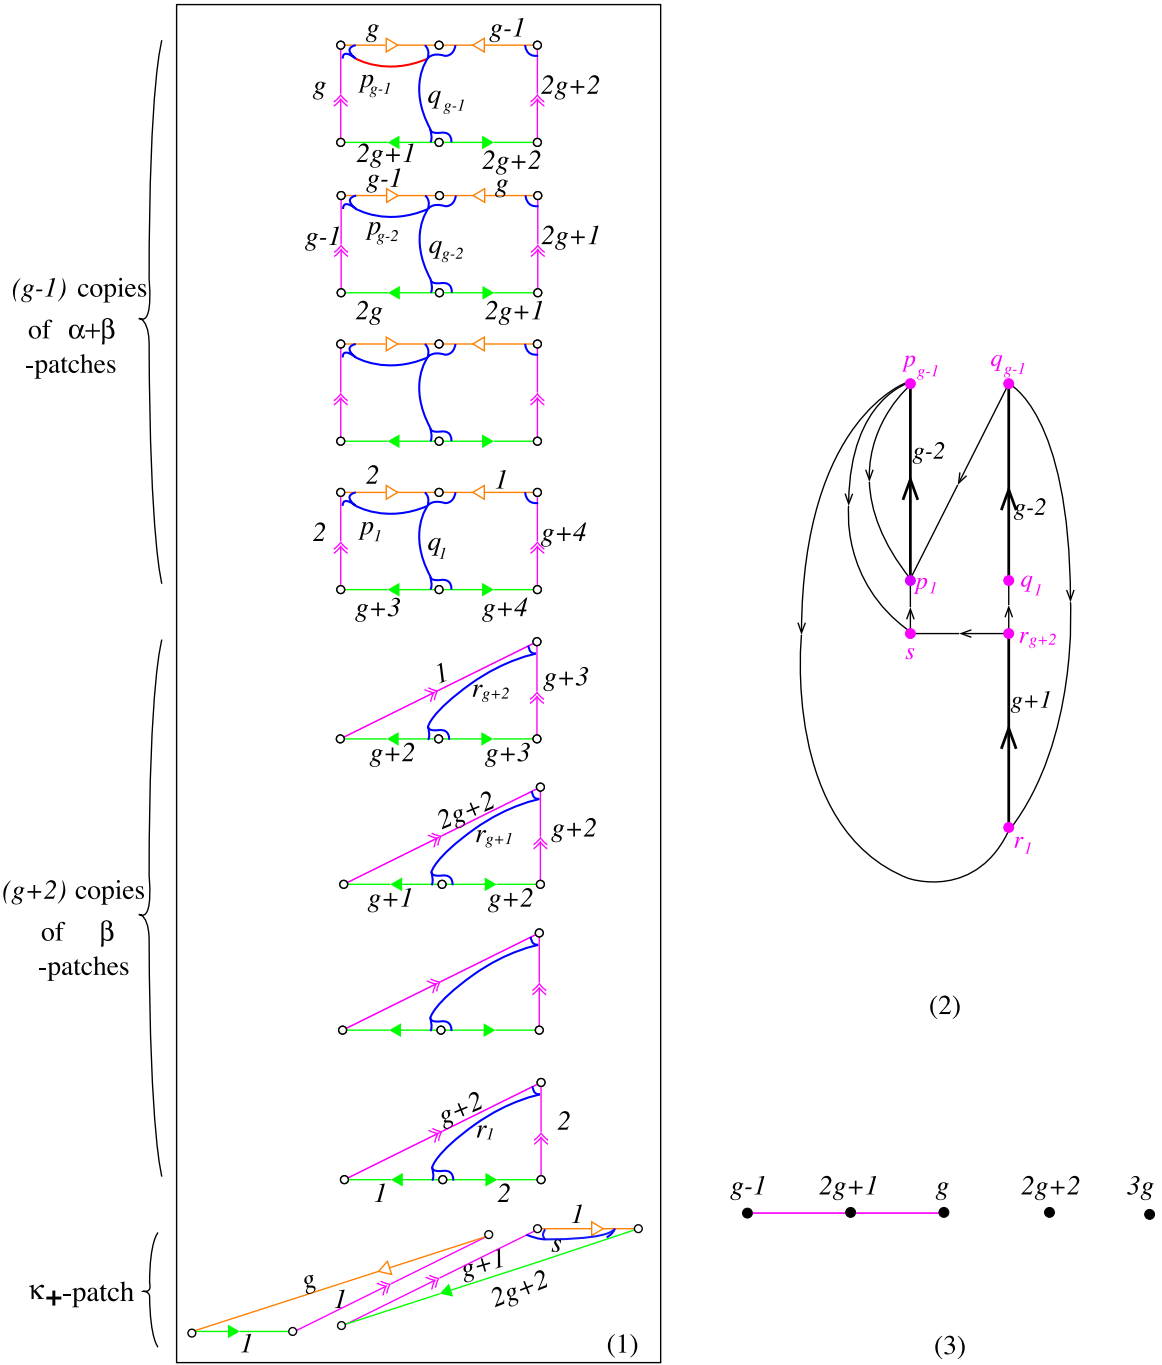 g g-1
g p_{g-1} q_{g-1} 2g+2
2g+1 2g+2
g-1 g
g-1 p_{g-2} q_{g-2} 2g+1
2g 2g+1
(g-1) copies
of α+β
-patches
2 1
2 p_1 q_1 g+4
g+3 g+4
1 r_{g+2} g+3
g+2 g+3
2g+2 r_{g+1} g+2
g+1 g+2
(g+2) copies
of β
-patches
g+2 r_1 2
1 2
1
s
g 1 g+1 2g+2
1
κ_+-patch
(1)
p_{g-1} q_{g-1}
g-2
g-2
p_1 q_1
s r_{g+2}
g+1
r_1
(2)
g-1 2g+1 g 2g+2 3g
(3)